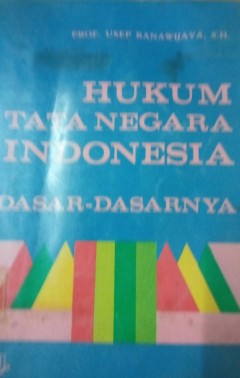 PROF. USEP RANAWIJAYA, S.H.
HUKUM
TATA NEGARA
INDONESIA
DASAR-DASARNYA